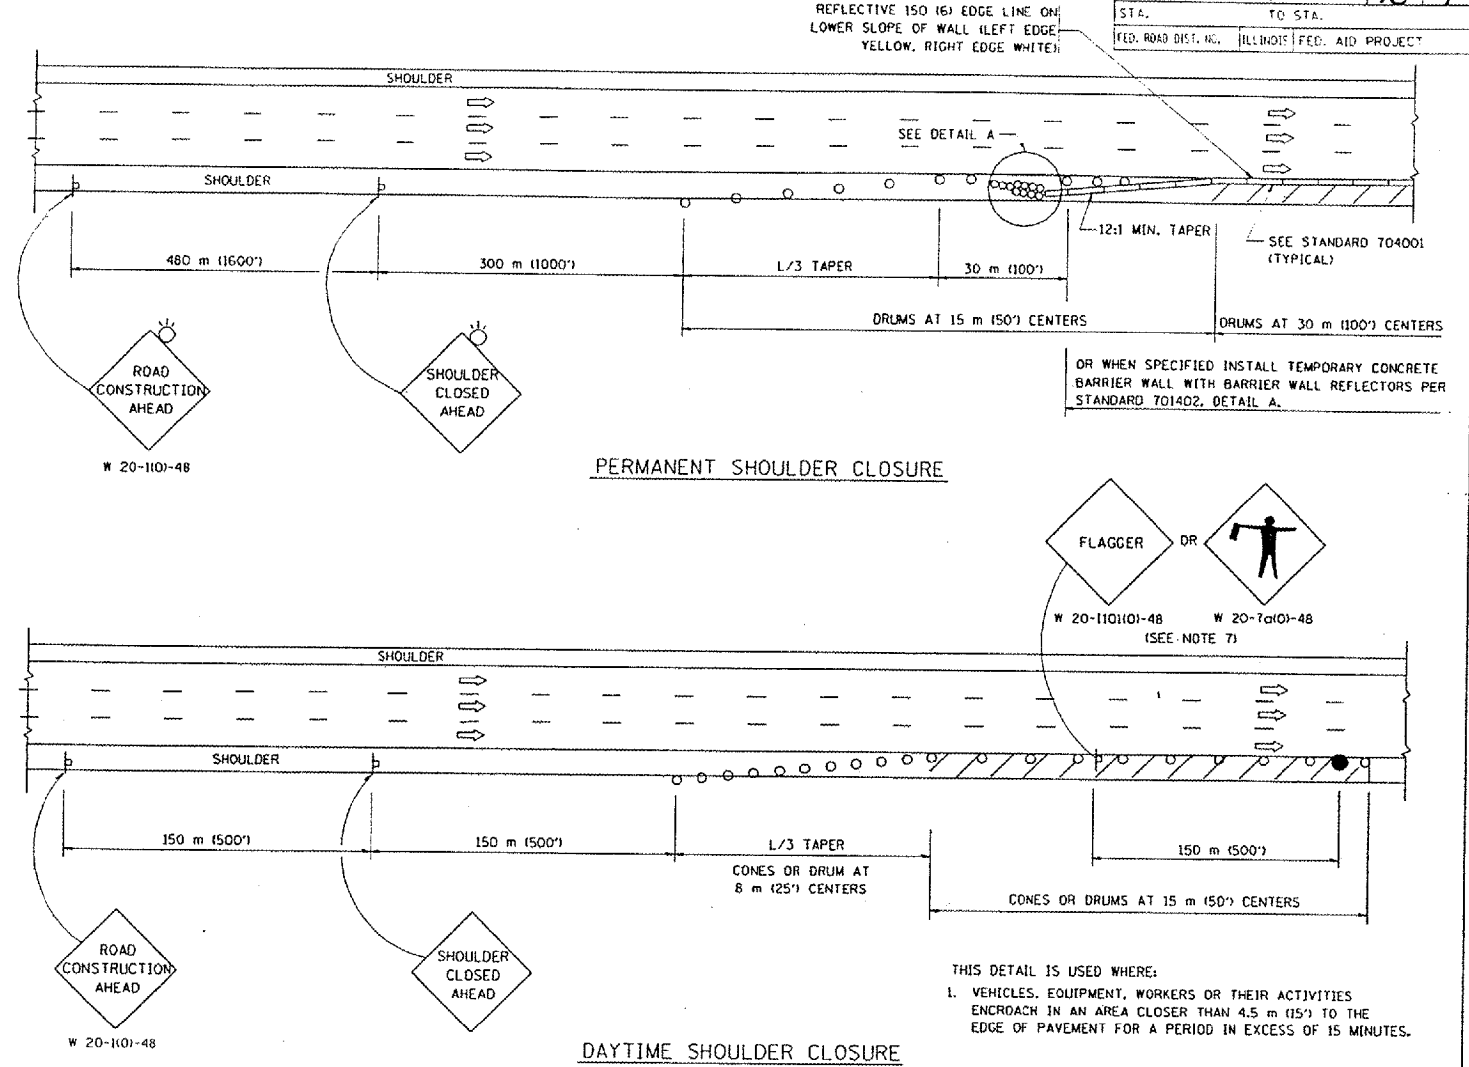 REFLECTIVE 150 (6) EDGE LINE ON
LOWER SLOPE OF WALL (LEFT EDGE
YELLOW, RIGHT EDGE WHITE):
STA. TO STA.
FED. ROAD DIST. NO. ILLINOIS FED. AID PROJECT
SHOULDER
SEE DETAIL A
SHOULDER
12:1 MIN. TAPER
SEE STANDARD 704001
(TYPICAL)
480 m (1600')
300 m (1000')
L/3 TAPER
30 m (100')
DRUMS AT 15 m (50') CENTERS
DRUMS AT 30 m (100') CENTERS
OR WHEN SPECIFIED INSTALL TEMPORARY CONCRETE
BARRIER WALL WITH BARRIER WALL REFLECTORS PER
STANDARD 701402, DETAIL A.
ROAD
CONSTRUCTION
AHEAD
W 20-1(0)-48
SHOULDER
CLOSED
AHEAD
PERMANENT SHOULDER CLOSURE
FLAGGER
OR
W 20-I101(0)-48
W 20-7a(0)-48
(SEE NOTE 7)
SHOULDER
SHOULDER
150 m (500')
150 m (500')
L/3 TAPER
CONES OR DRUM AT
8 m (25') CENTERS
150 m (500')
CONES OR DRUMS AT 15 m (50') CENTERS
ROAD
CONSTRUCTION
AHEAD
W 20-1(0)-48
SHOULDER
CLOSED
AHEAD
THIS DETAIL IS USED WHERE:
1. VEHICLES, EQUIPMENT, WORKERS OR THEIR ACTIVITIES
ENCROACH IN AN AREA CLOSER THAN 4.5 m (15') TO THE
EDGE OF PAVEMENT FOR A PERIOD IN EXCESS OF 15 MINUTES.
DAYTIME SHOULDER CLOSURE